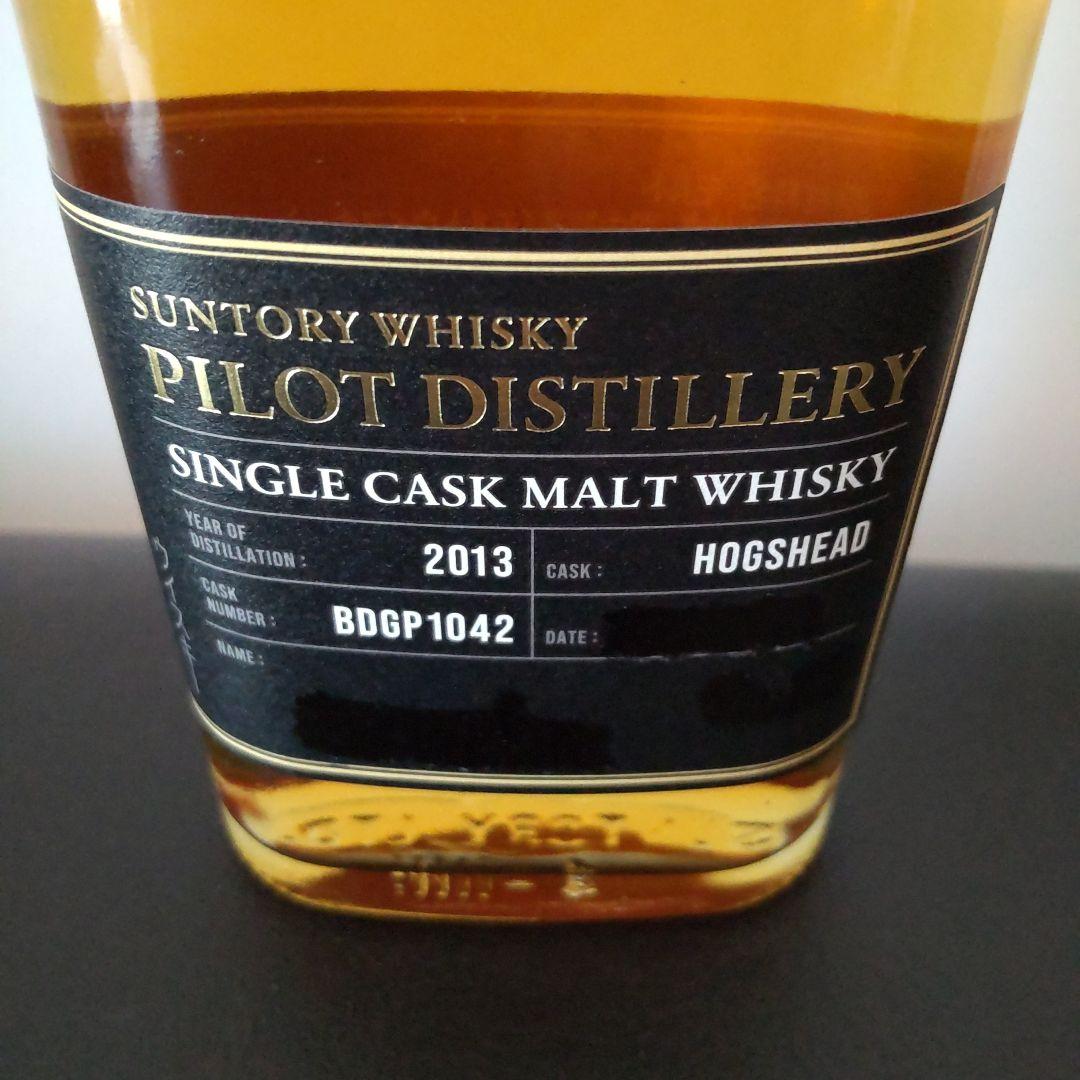 SUNTORY WHISKY
PILOT DISTILLERY
SINGLE CASK MALT WHISKY
YEAR OF
DISTILLATION : 2013
CASK : HOGSHEAD
CASK
NUMBER : BDGP1042
DATE :
NAME :